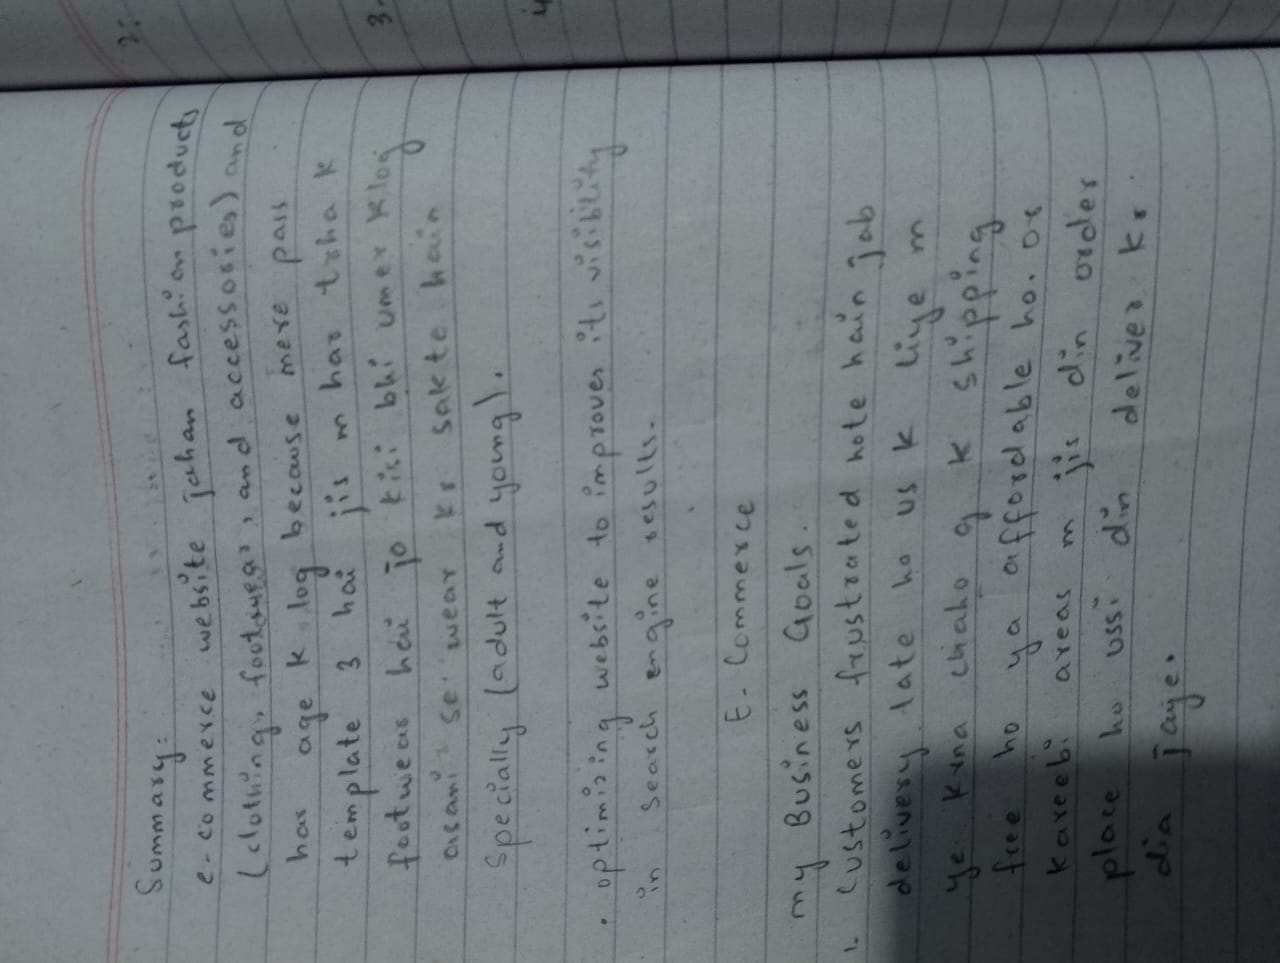 Summary:
e-commerce website jahan fashion products
(clothing, footwear, and accessories) and
har age k log because mere pass
template 3 hai jis m har trha k
footwear hai jo kisi bhi umer k log
asani se wear kr sakte hain
specially (adult and young).
• optimizing website to improves its visibility
in search engine results.
E-Commerce
my Business Goals.
1. Customers frustrated hote hain jab
delivery late ho us k liye m
ye krna chaho g k shipping
free ho ya affordable ho. or
kareebi areas m jis din order
place ho ussi din deliver kr
dia jaye.
2:
3.
4